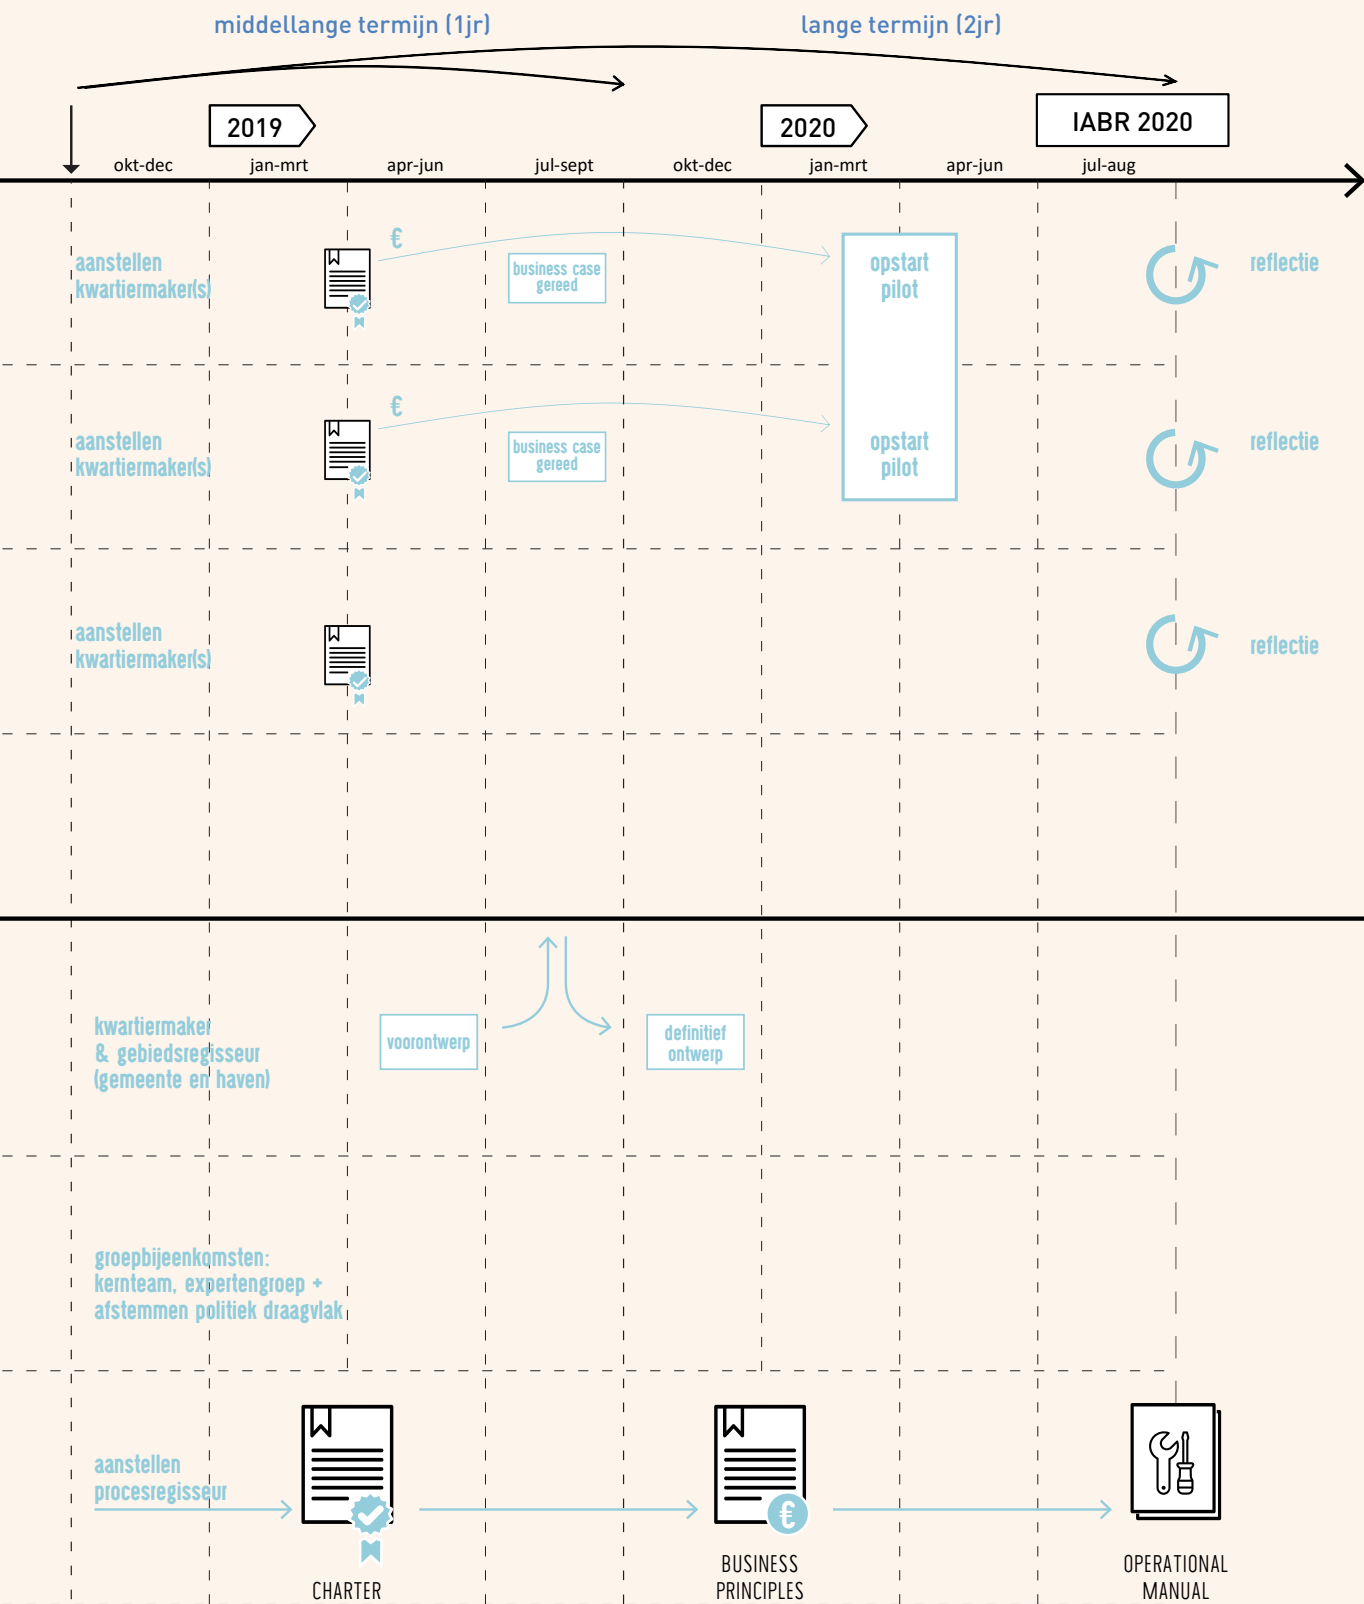 middellange termijn (1jr)
lange termijn (2jr)
2019
2020
IABR 2020
okt-dec
jan-mrt
apr-jun
jul-sept
okt-dec
jan-mrt
apr-jun
jul-aug
aanstellen
kwartiermaker(s)
€
business case
gereed
opstart
pilot
reflectie
aanstellen
kwartiermaker(s)
€
business case
gereed
opstart
pilot
reflectie
aanstellen
kwartiermaker(s)
reflectie
kwartiermaker
& gebiedsregisseur
(gemeente en haven)
voorontwerp
definitief
ontwerp
groepbijeenkomsten:
kernteam, expertengroep +
afstemmen politiek draagvlak
aanstellen
procesregisseur
€
CHARTER
BUSINESS
PRINCIPLES
OPERATIONAL
MANUAL